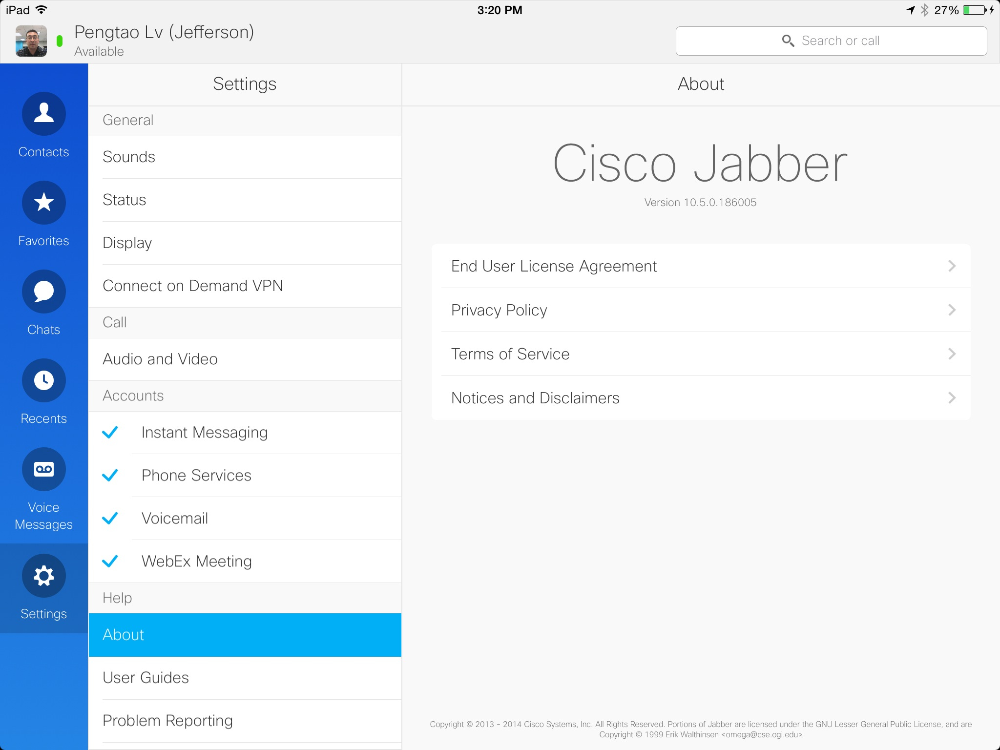 iPad
3:20 PM
27%
Pengtao Lv (Jefferson)
Available
Search or call
Contacts
Favorites
Chats
Recents
Voice
Messages
Settings
Settings
General
Sounds
Status
Display
Connect on Demand VPN
Call
Audio and Video
Accounts
Instant Messaging
Phone Services
Voicemail
WebEx Meeting
Help
About
User Guides
Problem Reporting
About
Cisco Jabber
Version 10.5.0.186005
End User License Agreement
Privacy Policy
Terms of Service
Notices and Disclaimers
Copyright © 2013 - 2014 Cisco Systems, Inc. All Rights Reserved. Portions of Jabber are licensed under the GNU Lesser General Public License, and are
Copyright © 1999 Erik Walthinsen <omega@cse.ogi.edu>